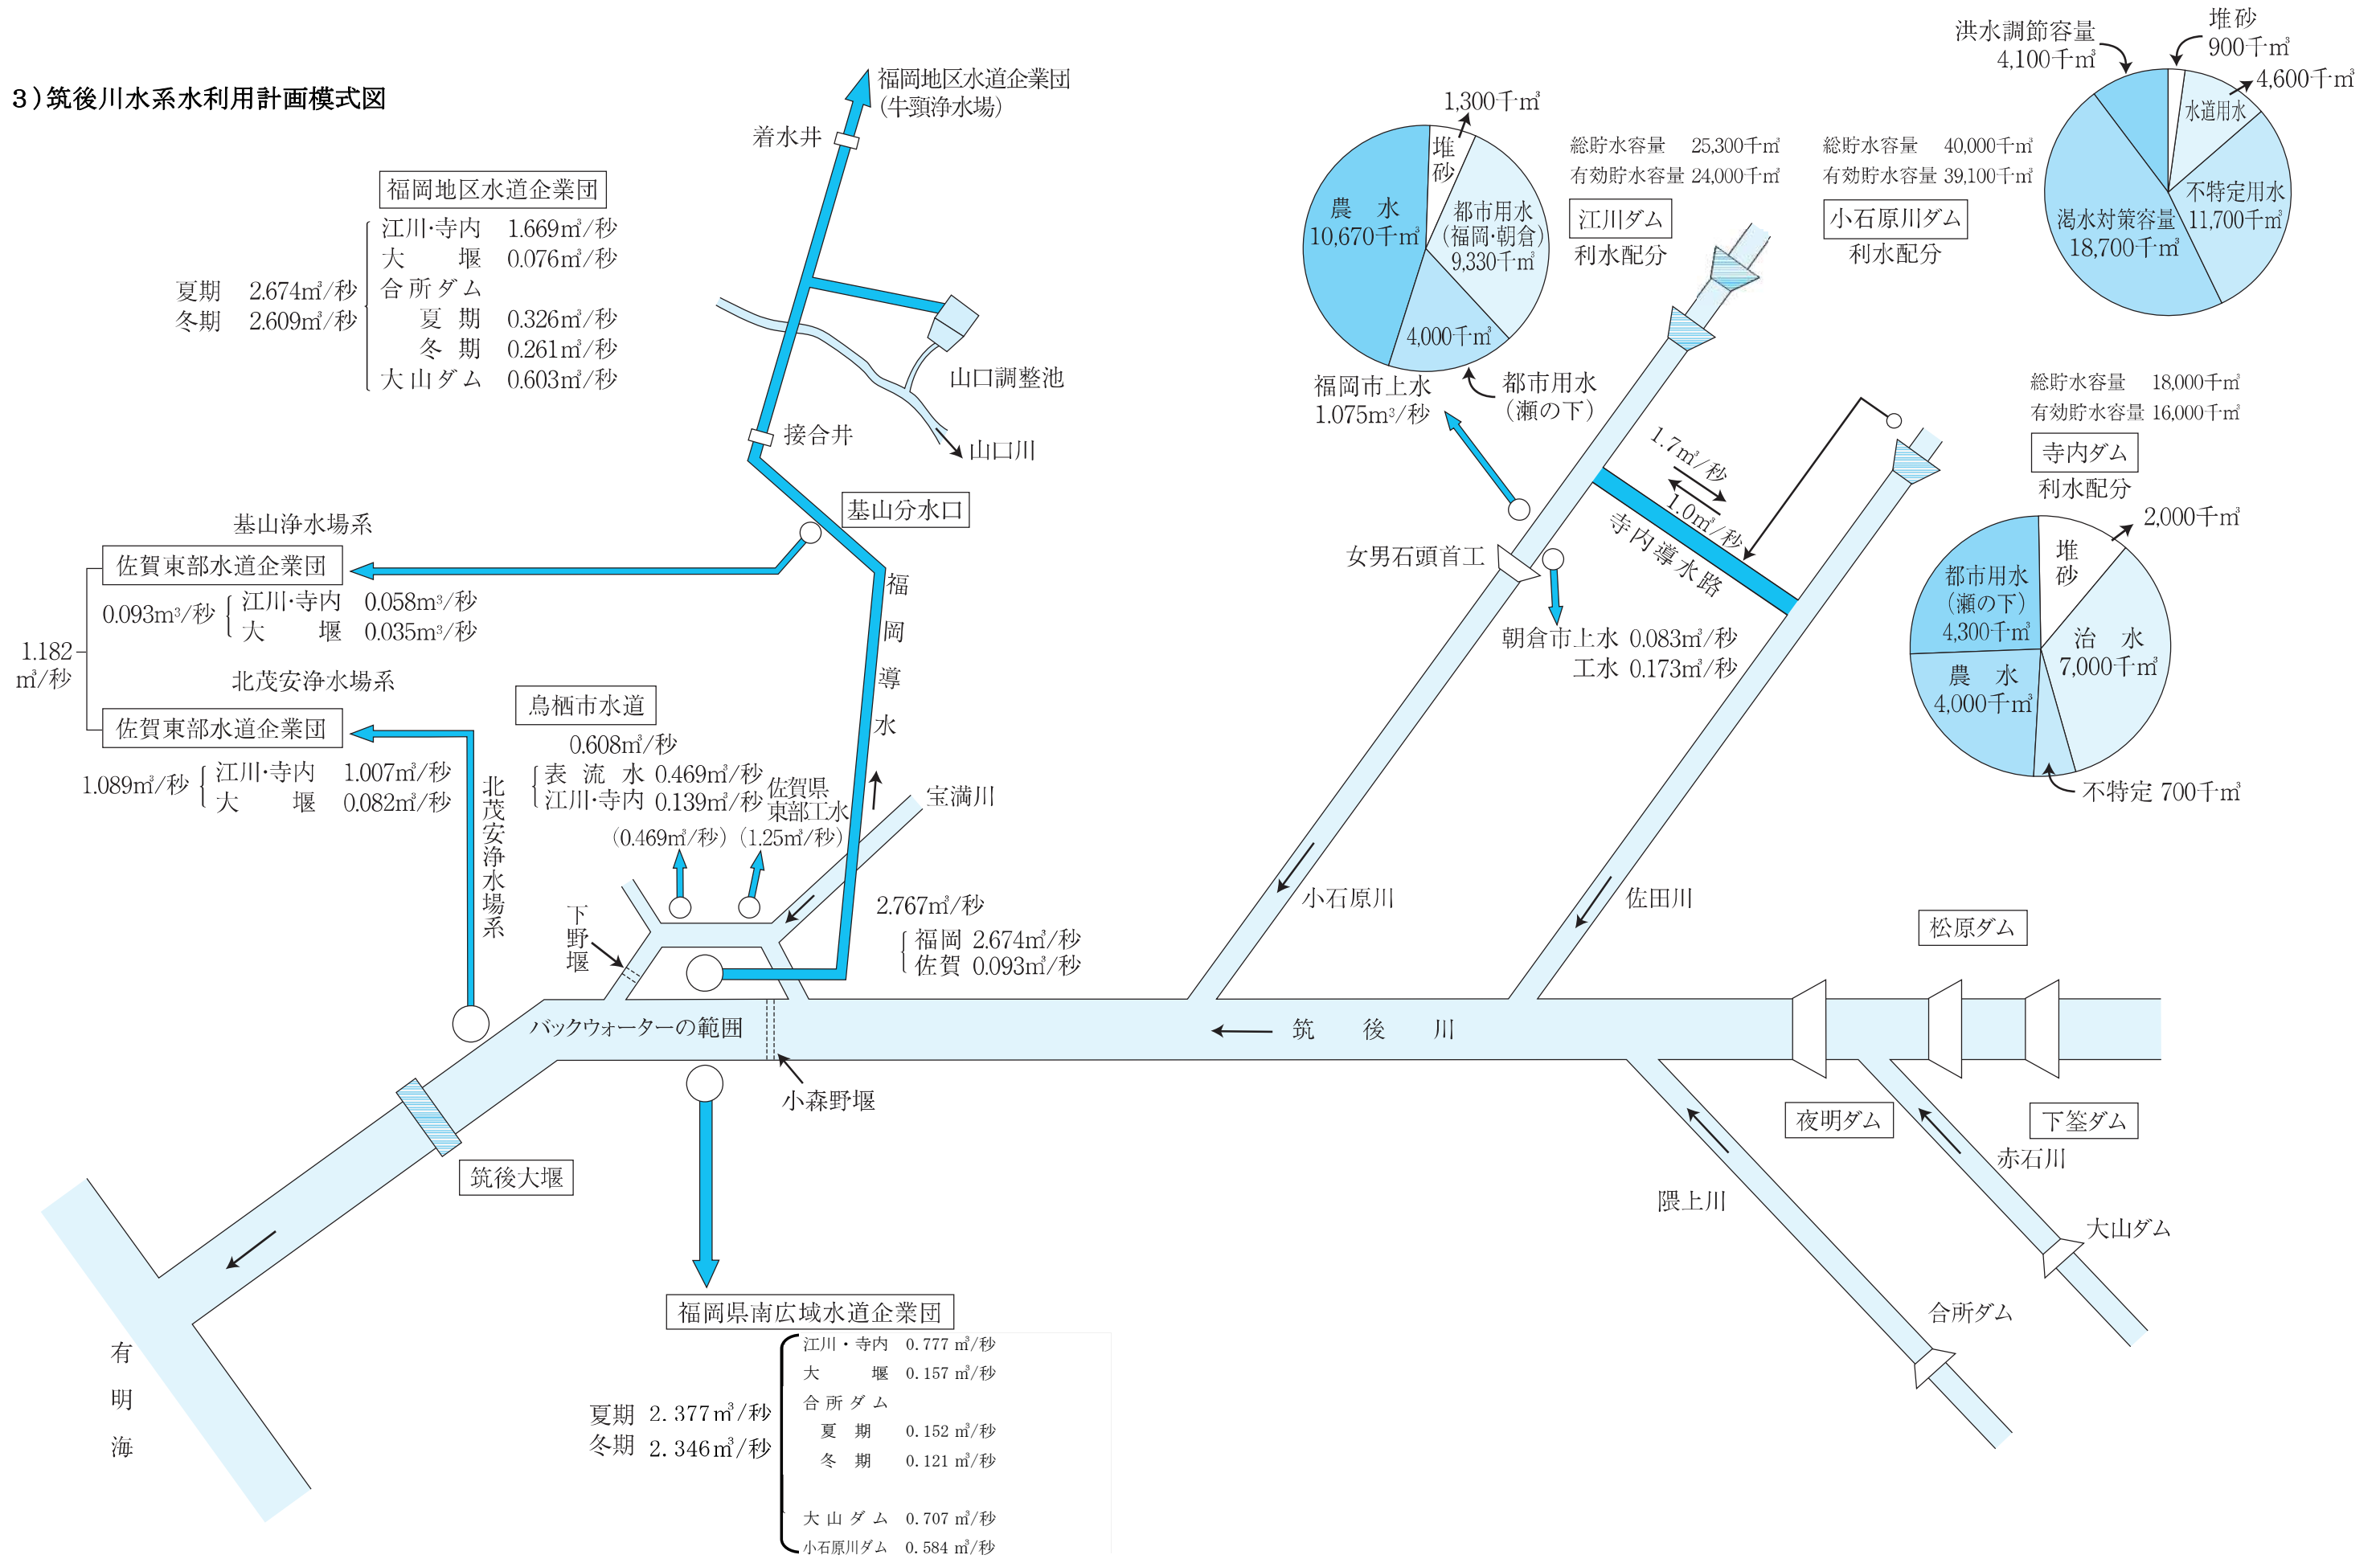 3)筑後川水系水利用計画模式図
福岡地区水道企業団
(牛頸浄水場)
着水井
福岡地区水道企業団
夏期 2.674㎥/秒
冬期 2.609㎥/秒
江川·寺内 1.669㎥/秒
大堰 0.076㎥/秒
合所ダム
夏期 0.326㎥/秒
冬期 0.261㎥/秒
大山ダム 0.603㎥/秒
山口調整池
山口川
接合井
基山分水口
基山浄水場系
佐賀東部水道企業団
0.093m³/秒
江川·寺内 0.058m³/秒
大堰 0.035m³/秒
1.182
㎥/秒
北茂安浄水場系
佐賀東部水道企業団
1.089㎥/秒
江川·寺内 1.007㎥/秒
大堰 0.082㎥/秒
北茂安浄水場系
鳥栖市水道
0.608㎥/秒
表流水 0.469㎥/秒
江川·寺内 0.139㎥/秒
(0.469㎥/秒)
佐賀県
東部工水
(1.25㎥/秒)
福岡導水
宝満川
下野堰
2.767㎥/秒
福岡 2.674㎥/秒
佐賀 0.093㎥/秒
バックウォーターの範囲
小森野堰
筑後大堰
有明海
福岡県南広域水道企業団
夏期 2.377㎥/秒
冬期 2.346㎥/秒
江川・寺内 0.777㎥/秒
大堰 0.157㎥/秒
合所ダム
夏期 0.152㎥/秒
冬期 0.121㎥/秒
大山ダム 0.707㎥/秒
小石原川ダム 0.584㎥/秒
1,300千㎥
堆砂
農水
10,670千㎥
都市用水
(福岡·朝倉)
9,330千㎥
4,000千㎥
都市用水
(瀬の下)
総貯水容量 25,300千㎥
有効貯水容量 24,000千㎥
江川ダム
利水配分
総貯水容量 40,000千㎥
有効貯水容量 39,100千㎥
小石原川ダム
利水配分
洪水調節容量
4,100千㎥
堆砂
900千㎥
4,600千㎥
水道用水
不特定用水
11,700千㎥
渇水対策容量
18,700千㎥
福岡市上水
1.075m³/秒
1.7㎥/秒
1.0㎥/秒
寺内導水路
女男石頭首工
朝倉市上水 0.083㎥/秒
工水 0.173㎥/秒
総貯水容量 18,000千㎥
有効貯水容量 16,000千㎥
寺内ダム
利水配分
2,000千㎥
堆砂
都市用水
(瀬の下)
4,300千㎥
治水
7,000千㎥
農水
4,000千㎥
不特定 700千㎥
小石原川
佐田川
筑後川
松原ダム
夜明ダム
下筌ダム
赤石川
隈上川
大山ダム
合所ダム